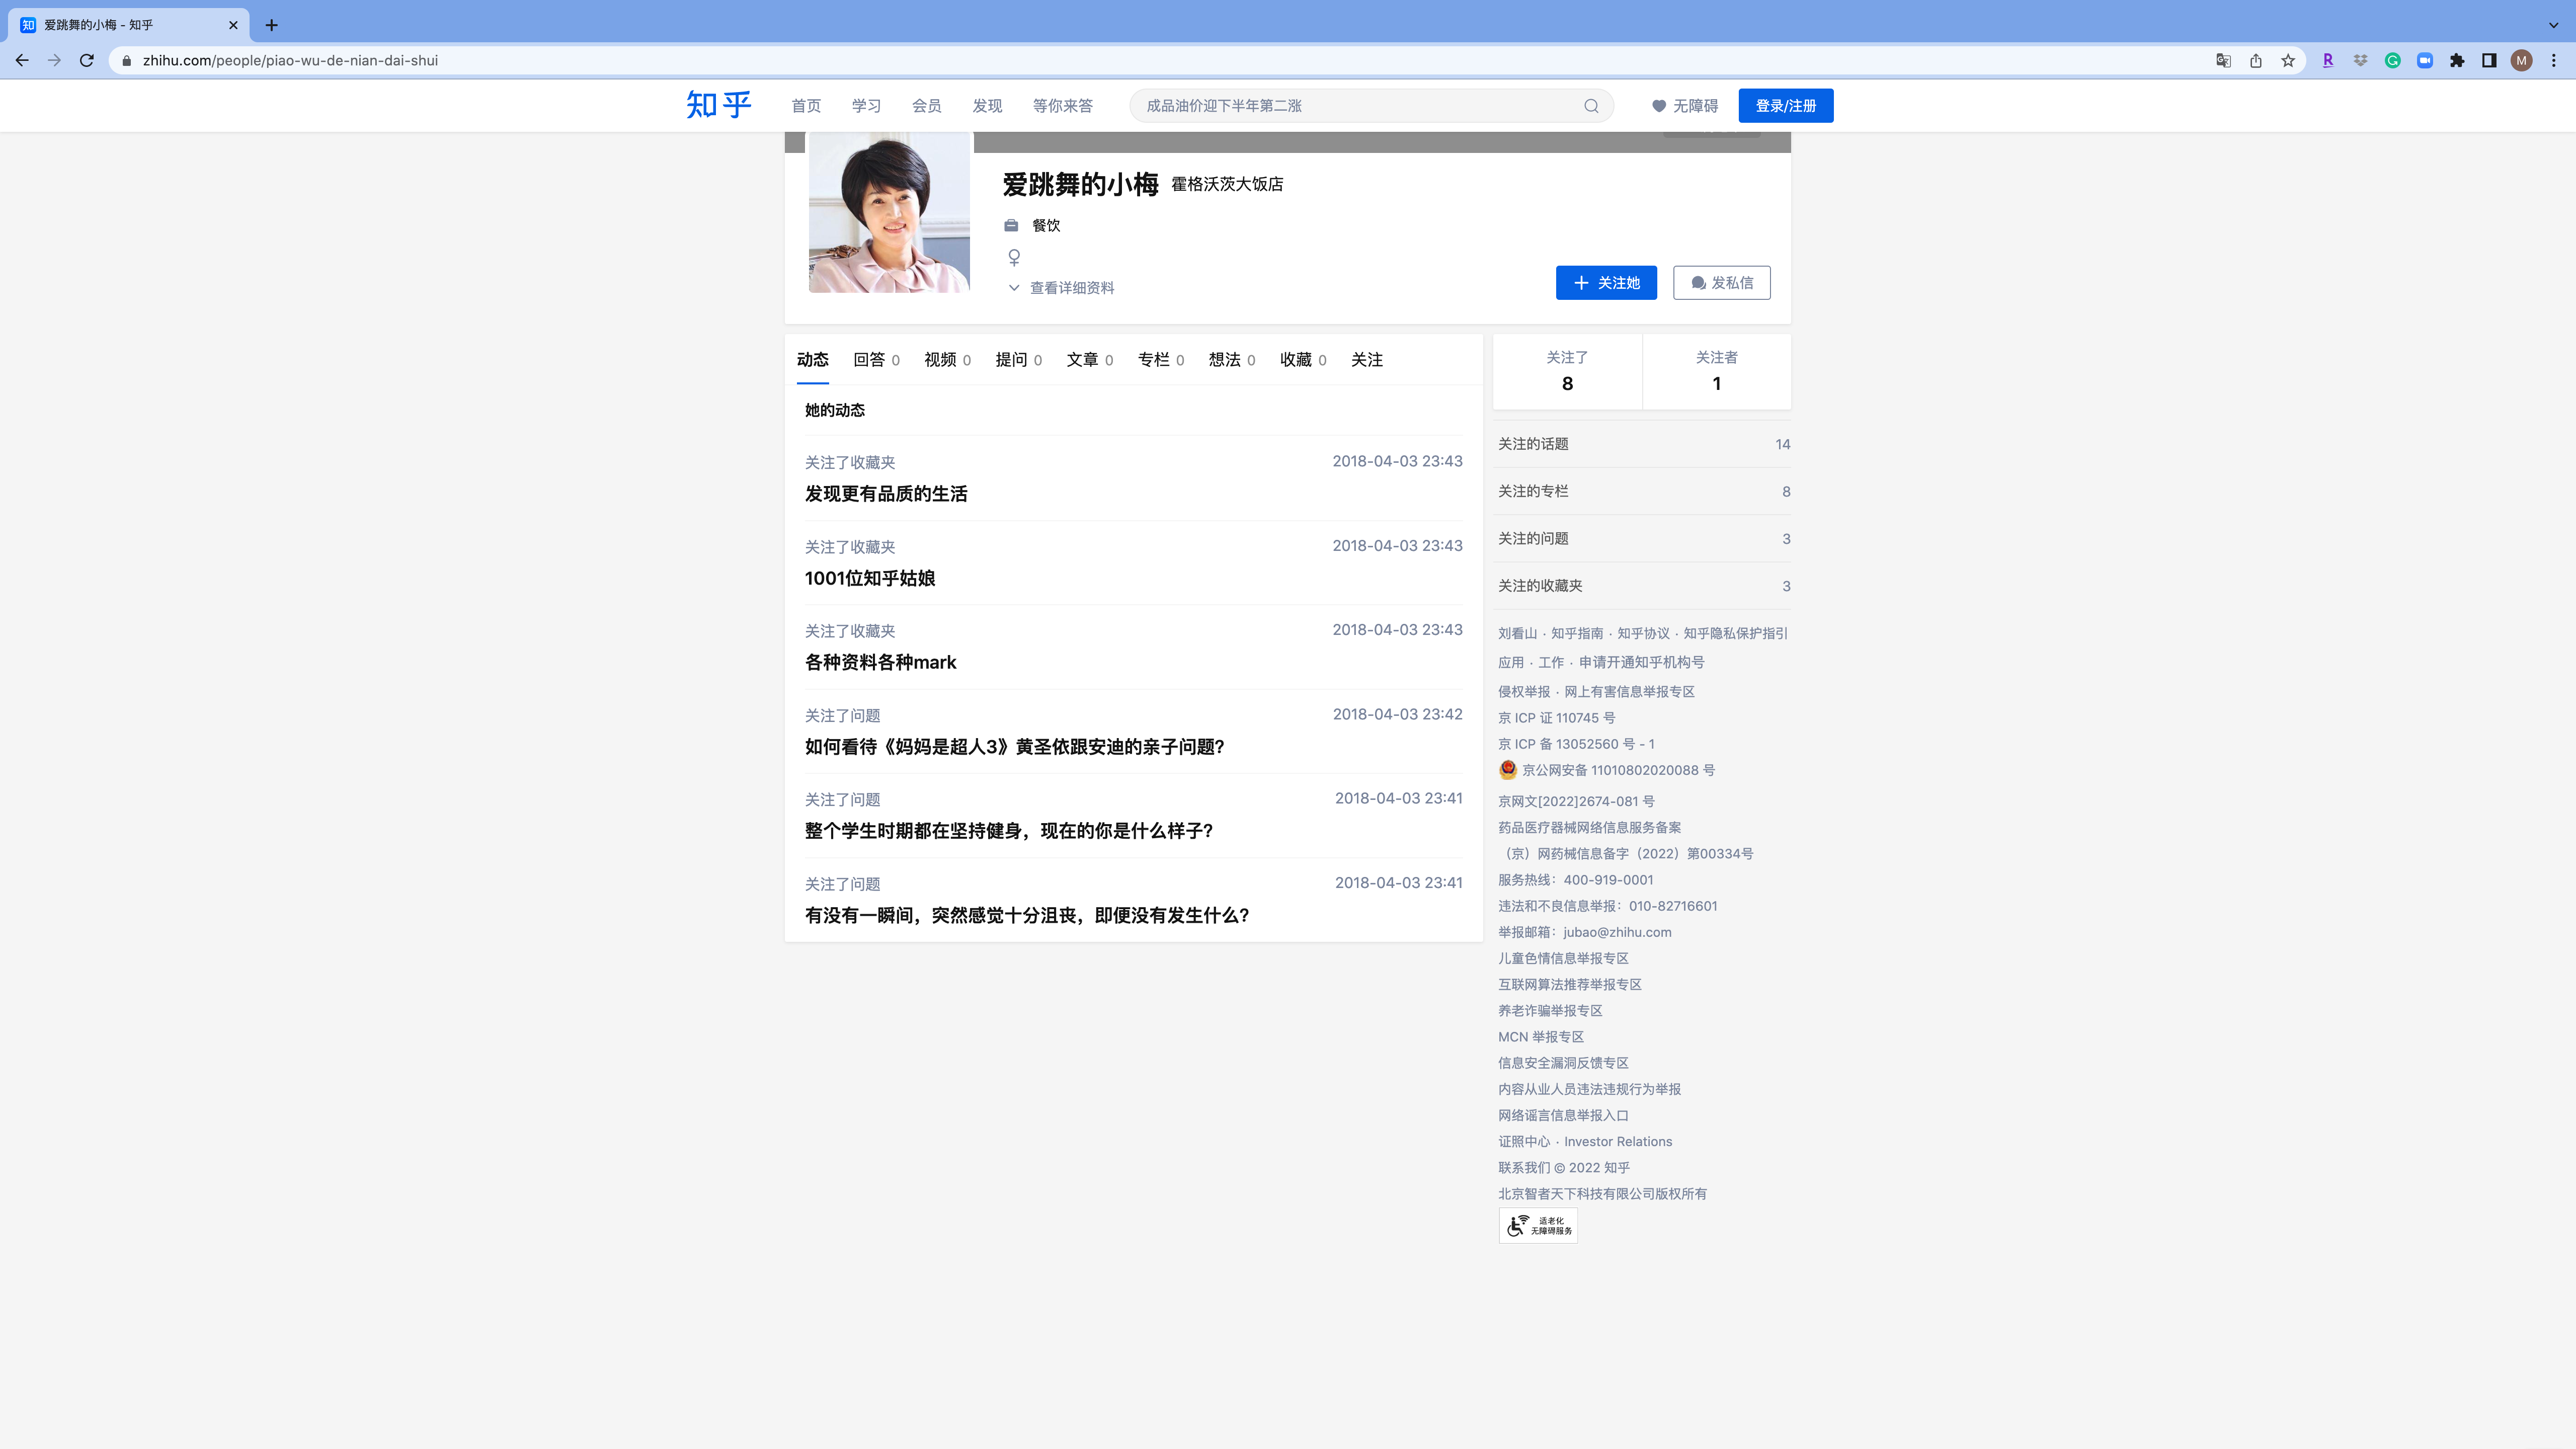 爱跳舞的小梅 - 知乎
zhihu.com/people/piao-wu-de-nian-dai-shui
M
知乎
首页 学习 会员 发现 等你来答
成品油价迎下半年第二涨
无障碍
登录/注册
爱跳舞的小梅 霍格沃茨大饭店
餐饮
查看详细资料
关注她
发私信
动态 回答 0 视频 0 提问 0 文章 0 专栏 0 想法 0 收藏 0 关注
她的动态
关注了收藏夹 2018-04-03 23:43
发现更有品质的生活
关注了收藏夹 2018-04-03 23:43
1001位知乎姑娘
关注了收藏夹 2018-04-03 23:43
各种资料各种mark
关注了问题 2018-04-03 23:42
如何看待《妈妈是超人3》黄圣依跟安迪的亲子问题?
关注了问题 2018-04-03 23:41
整个学生时期都在坚持健身，现在的你是什么样子?
关注了问题 2018-04-03 23:41
有没有一瞬间，突然感觉十分沮丧，即便没有发生什么?
关注了 关注者
8 1
关注的话题 14
关注的专栏 8
关注的问题 3
关注的收藏夹 3
刘看山 · 知乎指南 · 知乎协议 · 知乎隐私保护指引
应用 · 工作 · 申请开通知乎机构号
侵权举报 · 网上有害信息举报专区
京 ICP 证 110745 号
京 ICP 备 13052560 号 - 1
京公网安备 11010802020088 号
京网文[2022]2674-081 号
药品医疗器械网络信息服务备案
（京）网药械信息备字（2022）第00334号
服务热线：400-919-0001
违法和不良信息举报：010-82716601
举报邮箱：jubao@zhihu.com
儿童色情信息举报专区
互联网算法推荐举报专区
养老诈骗举报专区
MCN 举报专区
信息安全漏洞反馈专区
内容从业人员违法违规行为举报
网络谣言信息举报入口
证照中心 · Investor Relations
联系我们 © 2022 知乎
北京智者天下科技有限公司版权所有
适老化
无障碍服务